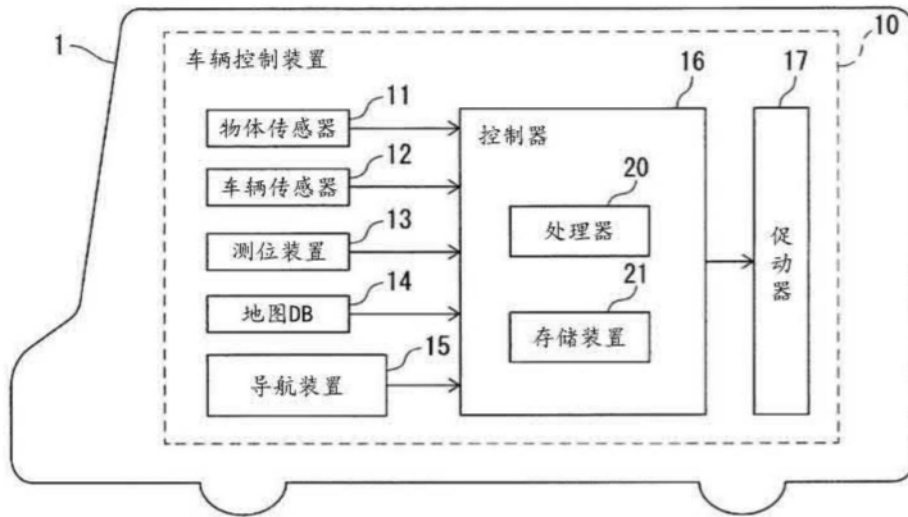 1
10
车辆控制装置
11
16
17
物体传感器
控制器
12
车辆传感器
20
13
处理器
测位装置
促动器
14
21
地图DB
存储装置
15
导航装置